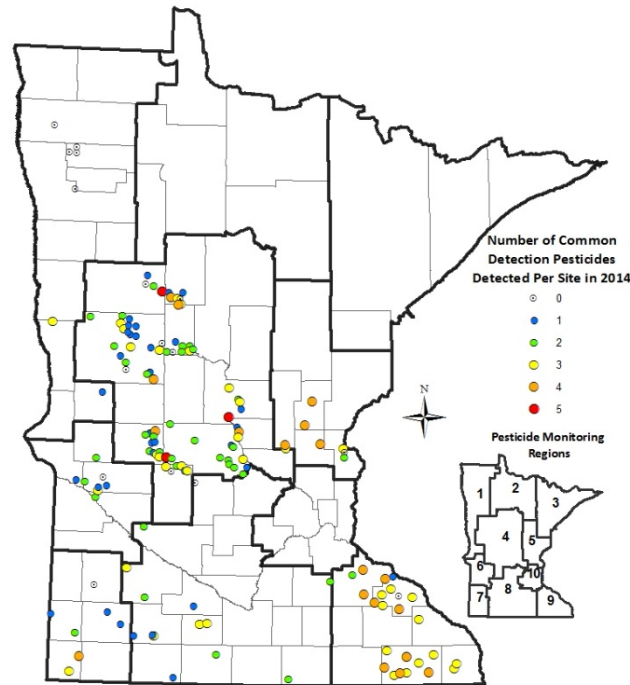 Number of Common
Detection Pesticides
Detected Per Site in 2014
0
1
2
3
4
5
N
Pesticide Monitoring
Regions
1
2
3
4
5
6
10
7
8
9